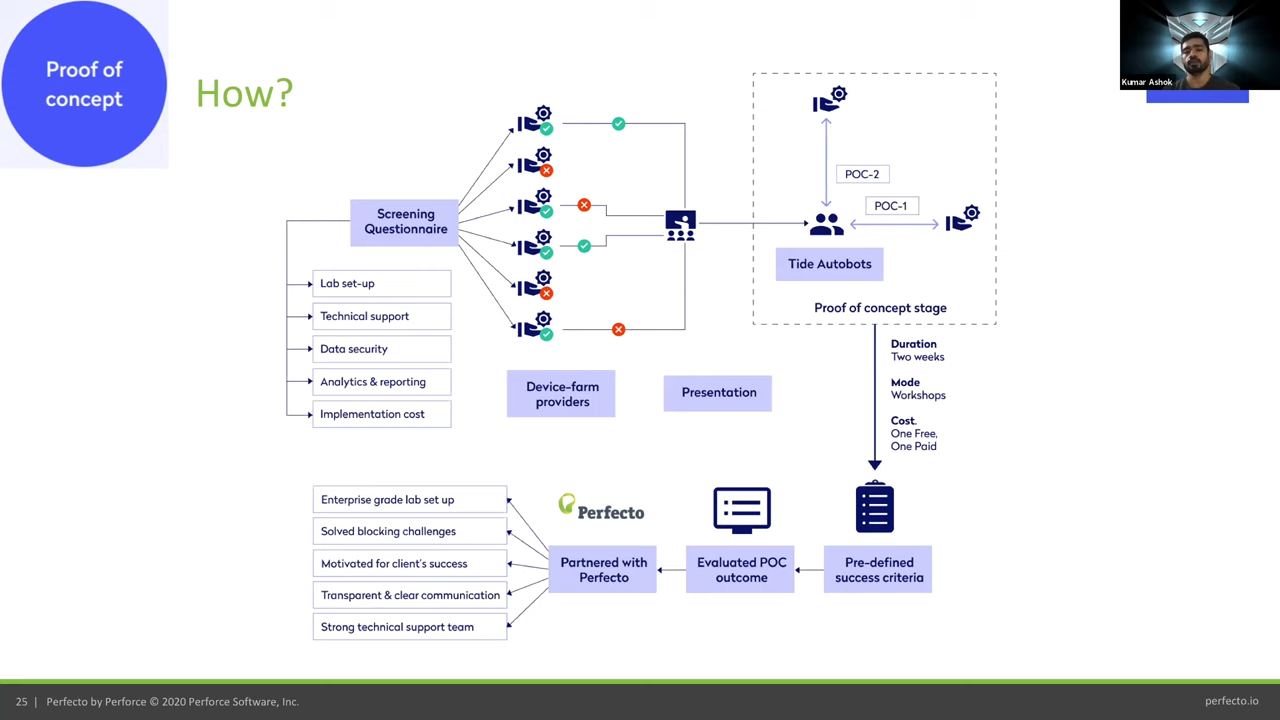 Proof of
concept
How?
Kumar Ashok
Screening
Questionnaire
Lab set-up
Technical support
Data security
Analytics & reporting
Implementation cost
Device-farm
providers
Presentation
POC-2
POC-1
Tide Autobots
Proof of concept stage
Duration
Two weeks
Mode
Workshops
Cost.
One Free,
One Paid
Pre-defined
success criteria
Evaluated POC
outcome
Perfecto
Partnered with
Perfecto
Enterprise grade lab set up
Solved blocking challenges
Motivated for client's success
Transparent & clear communication
Strong technical support team
25 | Perfecto by Perforce © 2020 Perforce Software, Inc.
perfecto.io